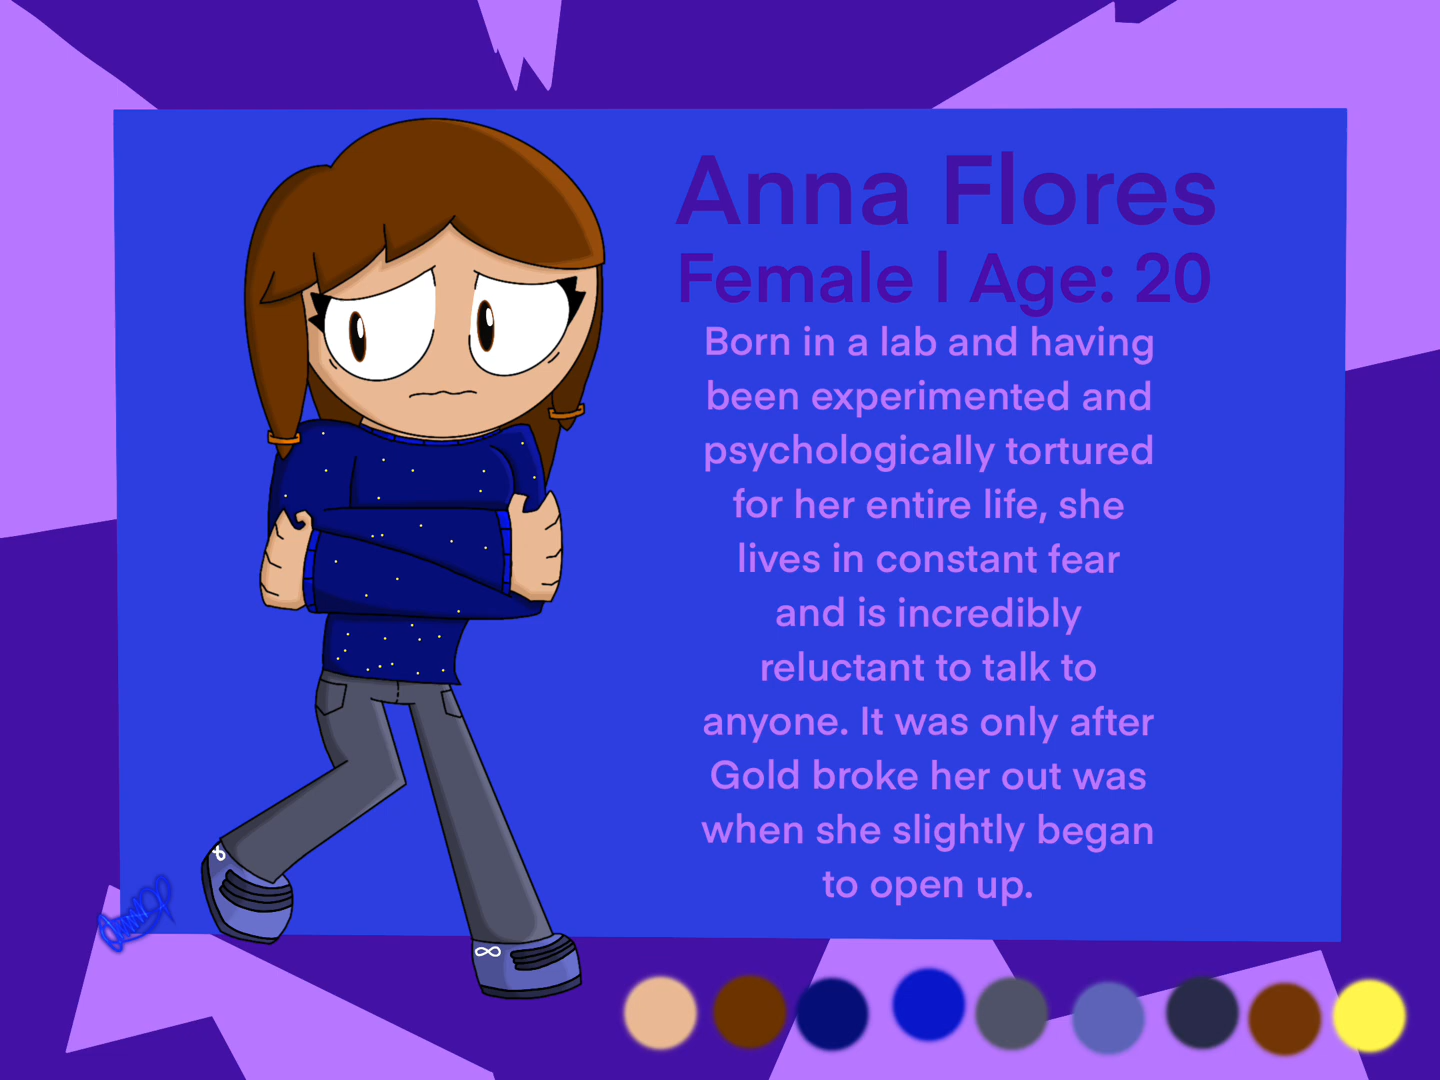 Anna Flores
Female | Age: 20
Born in a lab and having
been experimented and
psychologically tortured
for her entire life, she
lives in constant fear
and is incredibly
reluctant to talk to
anyone. It was only after
Gold broke her out was
when she slightly began
to open up.